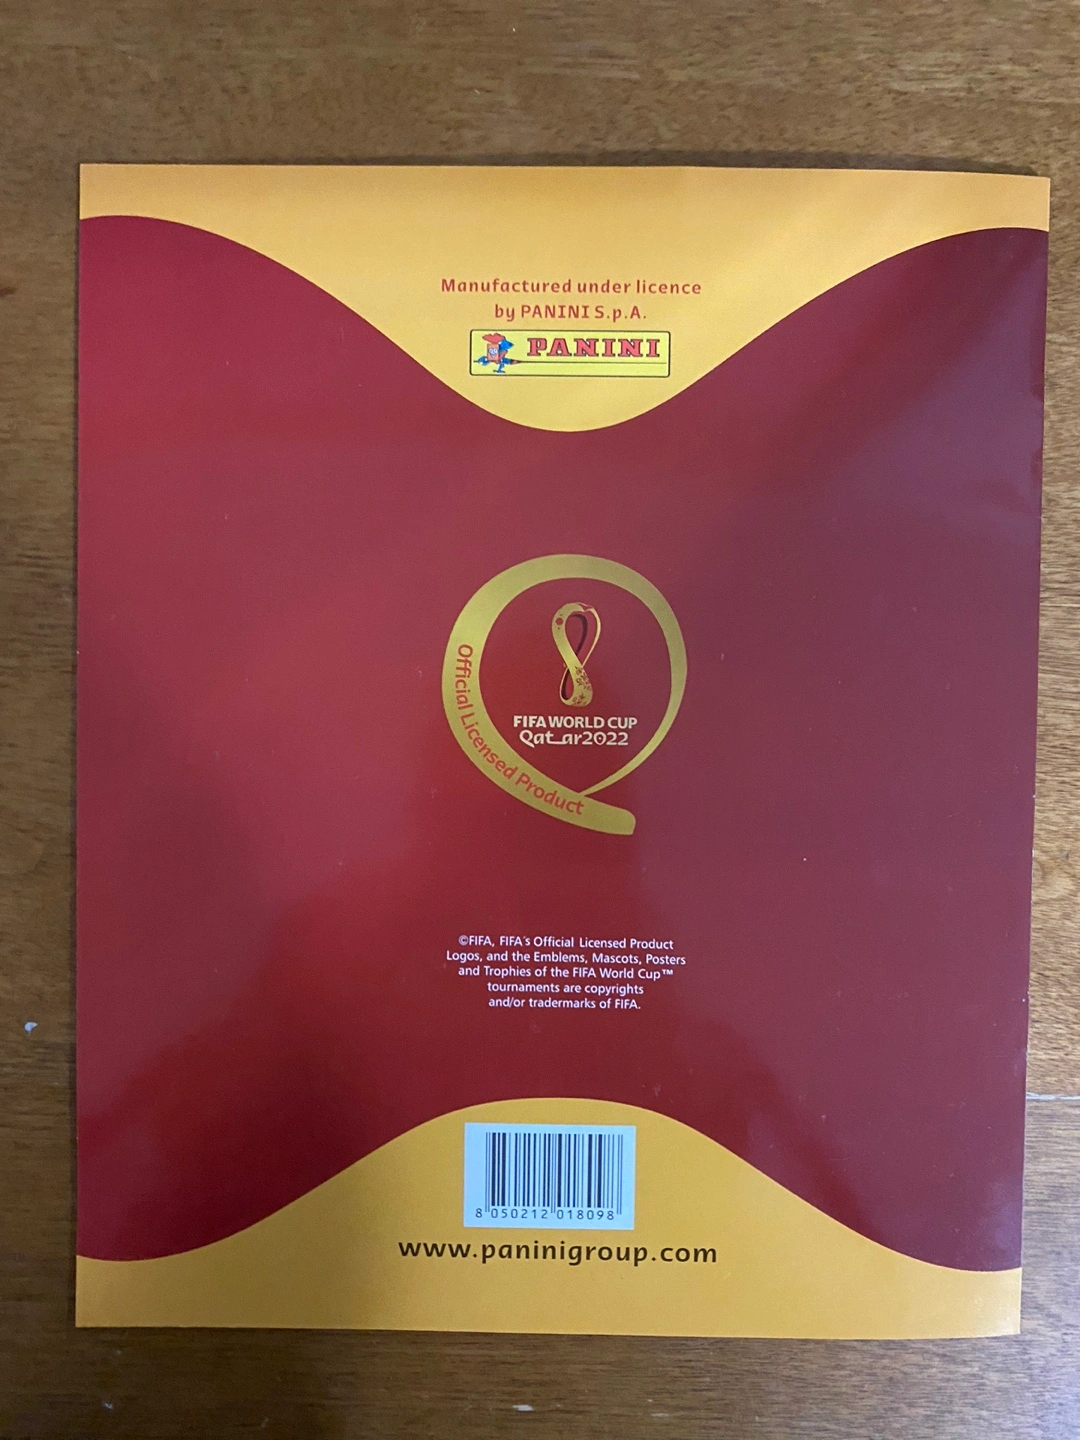 Manufactured under licence
by PANINI S.p.A.
PANINI
Official Licensed Product
FIFA WORLD CUP
Qatar2022
©FIFA, FIFA's Official Licensed Product
Logos, and the Emblems, Mascots, Posters
and Trophies of the FIFA World Cup™
tournaments are copyrights
and/or trademarks of FIFA.
8 050212 018098
www.paninigroup.com